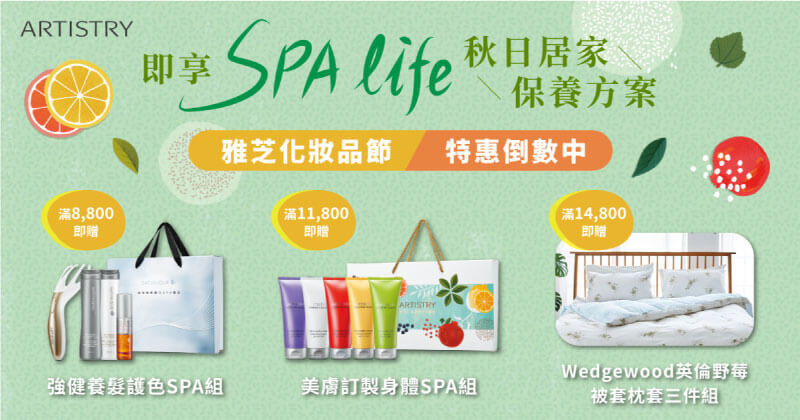 ARTISTRY
即享 SPA life 秋日居家
保養方案
雅芝化妝品節 特惠倒數中
滿8,800
即贈
滿11,800
即贈
滿14,800
即贈
ARTISTRY
強健養髮護色SPA組
美膚訂製身體SPA組
Wedgewood英倫野莓
被套枕套三件組